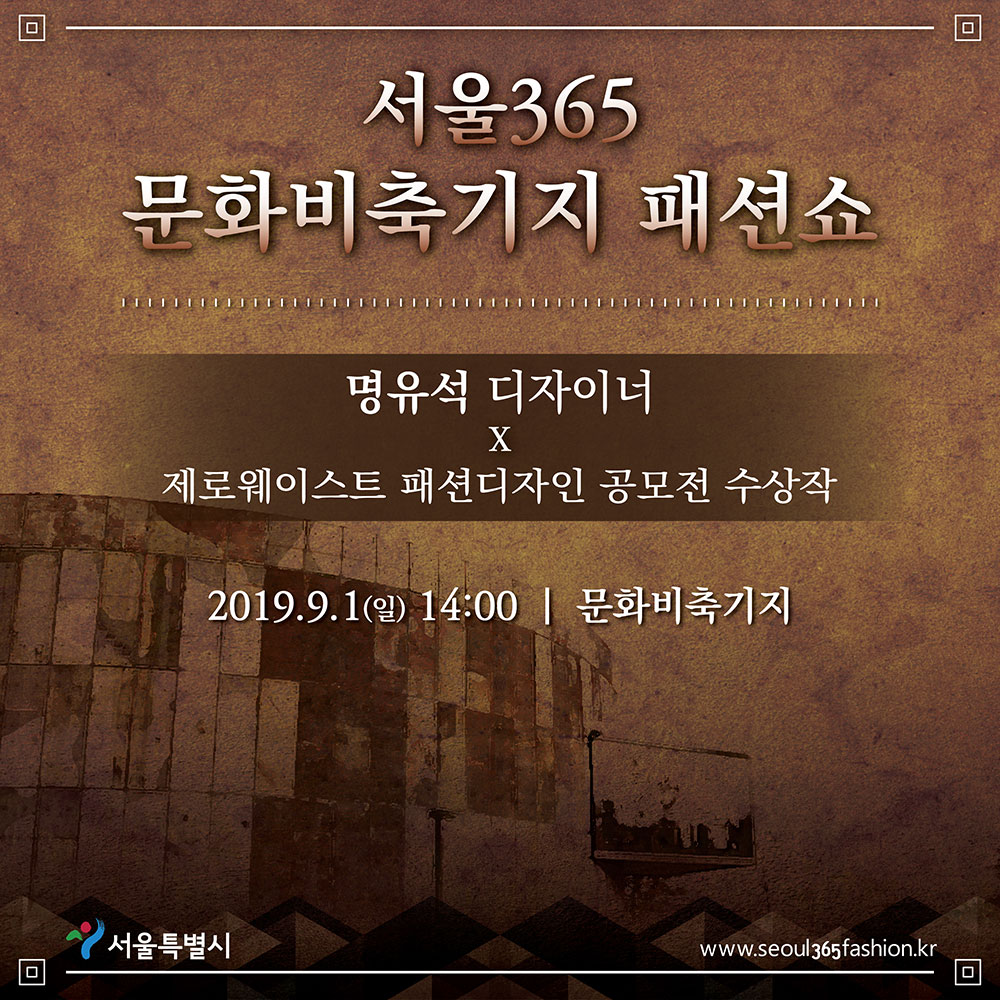 서울365
문화비축기지 패션쇼
명유석 디자이너
X
제로웨이스트 패션디자인 공모전 수상작
2019.9.1(일) 14:00 | 문화비축기지
서울특별시
www.seoul365fashion.kr